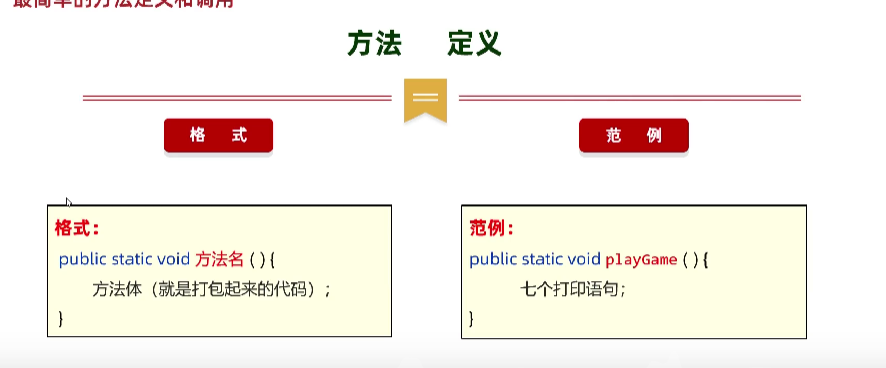 最简单的方法定义和调用
方法 定义
格 式
范 例
格式：
public static void 方法名 ( ) {
方法体（就是打包起来的代码）；
}
范例：
public static void playGame ( ) {
七个打印语句；
}